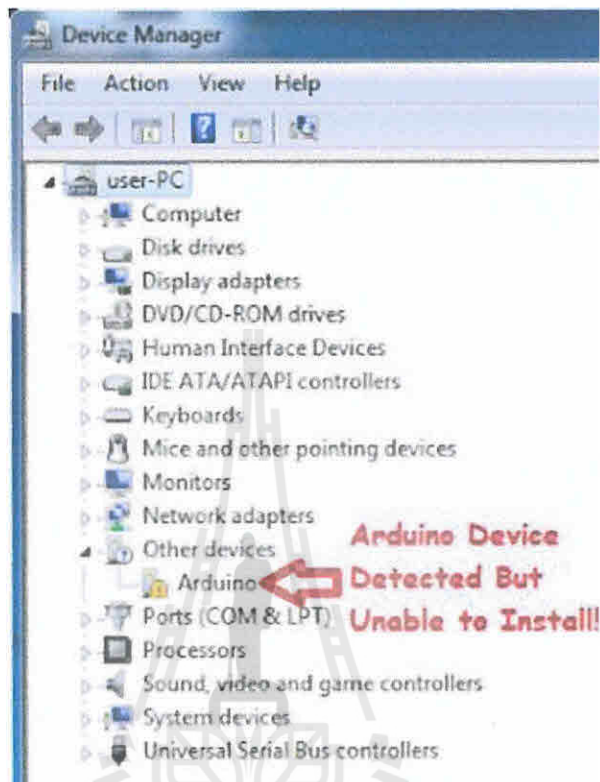 Device Manager
File Action View Help
user-PC
Computer
Disk drives
Display adapters
DVD/CD-ROM drives
Human Interface Devices
IDE ATA/ATAPI controllers
Keyboards
Mice and other pointing devices
Monitors
Network adapters
Other devices
Arduino
Ports (COM & LPT)
Processors
Sound, video and game controllers
System devices
Universal Serial Bus controllers
Arduino Device
Detected But
Unable to Install!